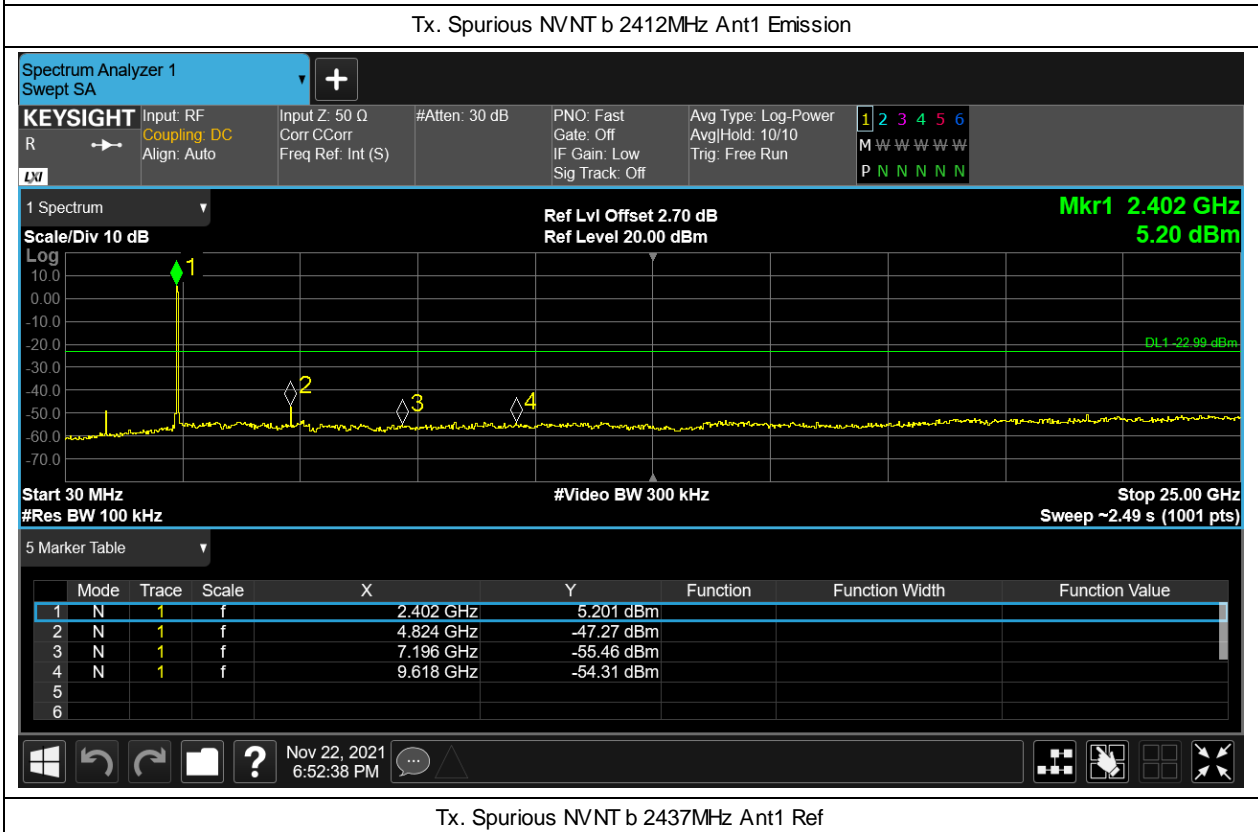 Tx. Spurious NVNT b 2412MHz Ant1 Emission
Spectrum Analyzer 1
Swept SA
KEYSIGHT
R
LXI
Input: RF
Coupling: DC
Align: Auto
Input Z: 50 Ω
Corr CCorr
Freq Ref: Int (S)
#Atten: 30 dB
PNO: Fast
Gate: Off
IF Gain: Low
Sig Track: Off
Avg Type: Log-Power
Avg|Hold: 10/10
Trig: Free Run
1 2 3 4 5 6
M W W W W W
P N N N N N
1 Spectrum
Scale/Div 10 dB
Ref Lvl Offset 2.70 dB
Ref Level 20.00 dBm
Mkr1 2.402 GHz
5.20 dBm
Log
10.0
0.00
-10.0
-20.0
-30.0
-40.0
-50.0
-60.0
-70.0
1
2
3
4
DL1 -22.99 dBm
Start 30 MHz
#Video BW 300 kHz
Stop 25.00 GHz
#Res BW 100 kHz
Sweep ~2.49 s (1001 pts)
5 Marker Table
Mode Trace Scale X Y Function Function Width Function Value
1 N 1 f 2.402 GHz 5.201 dBm
2 N 1 f 4.824 GHz -47.27 dBm
3 N 1 f 7.196 GHz -55.46 dBm
4 N 1 f 9.618 GHz -54.31 dBm
5
6
?
Nov 22, 2021
6:52:38 PM
Tx. Spurious NVNT b 2437MHz Ant1 Ref